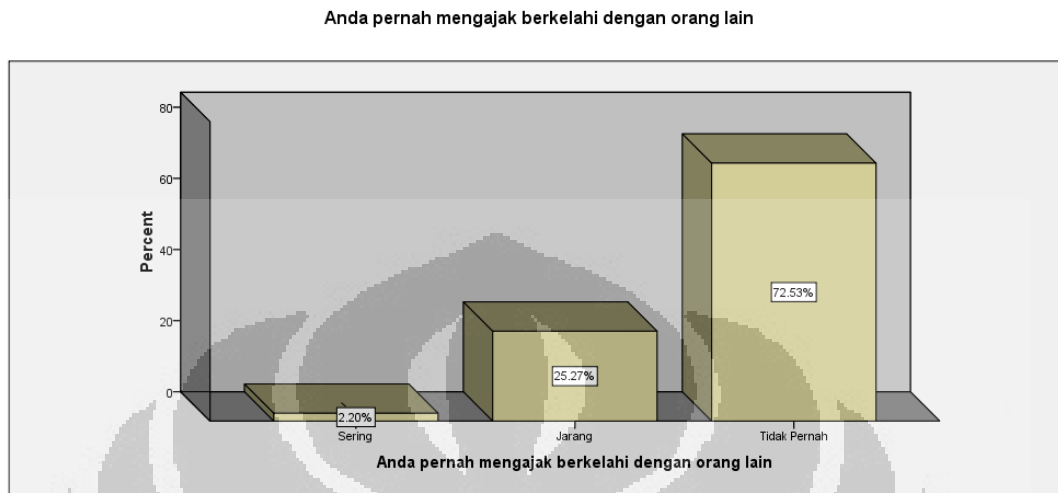 Anda pernah mengajak berkelahi dengan orang lain
80
60
40
20
0
Percent
72.53%
25.27%
2.20%
Sering Jarang Tidak Pernah
Anda pernah mengajak berkelahi dengan orang lain